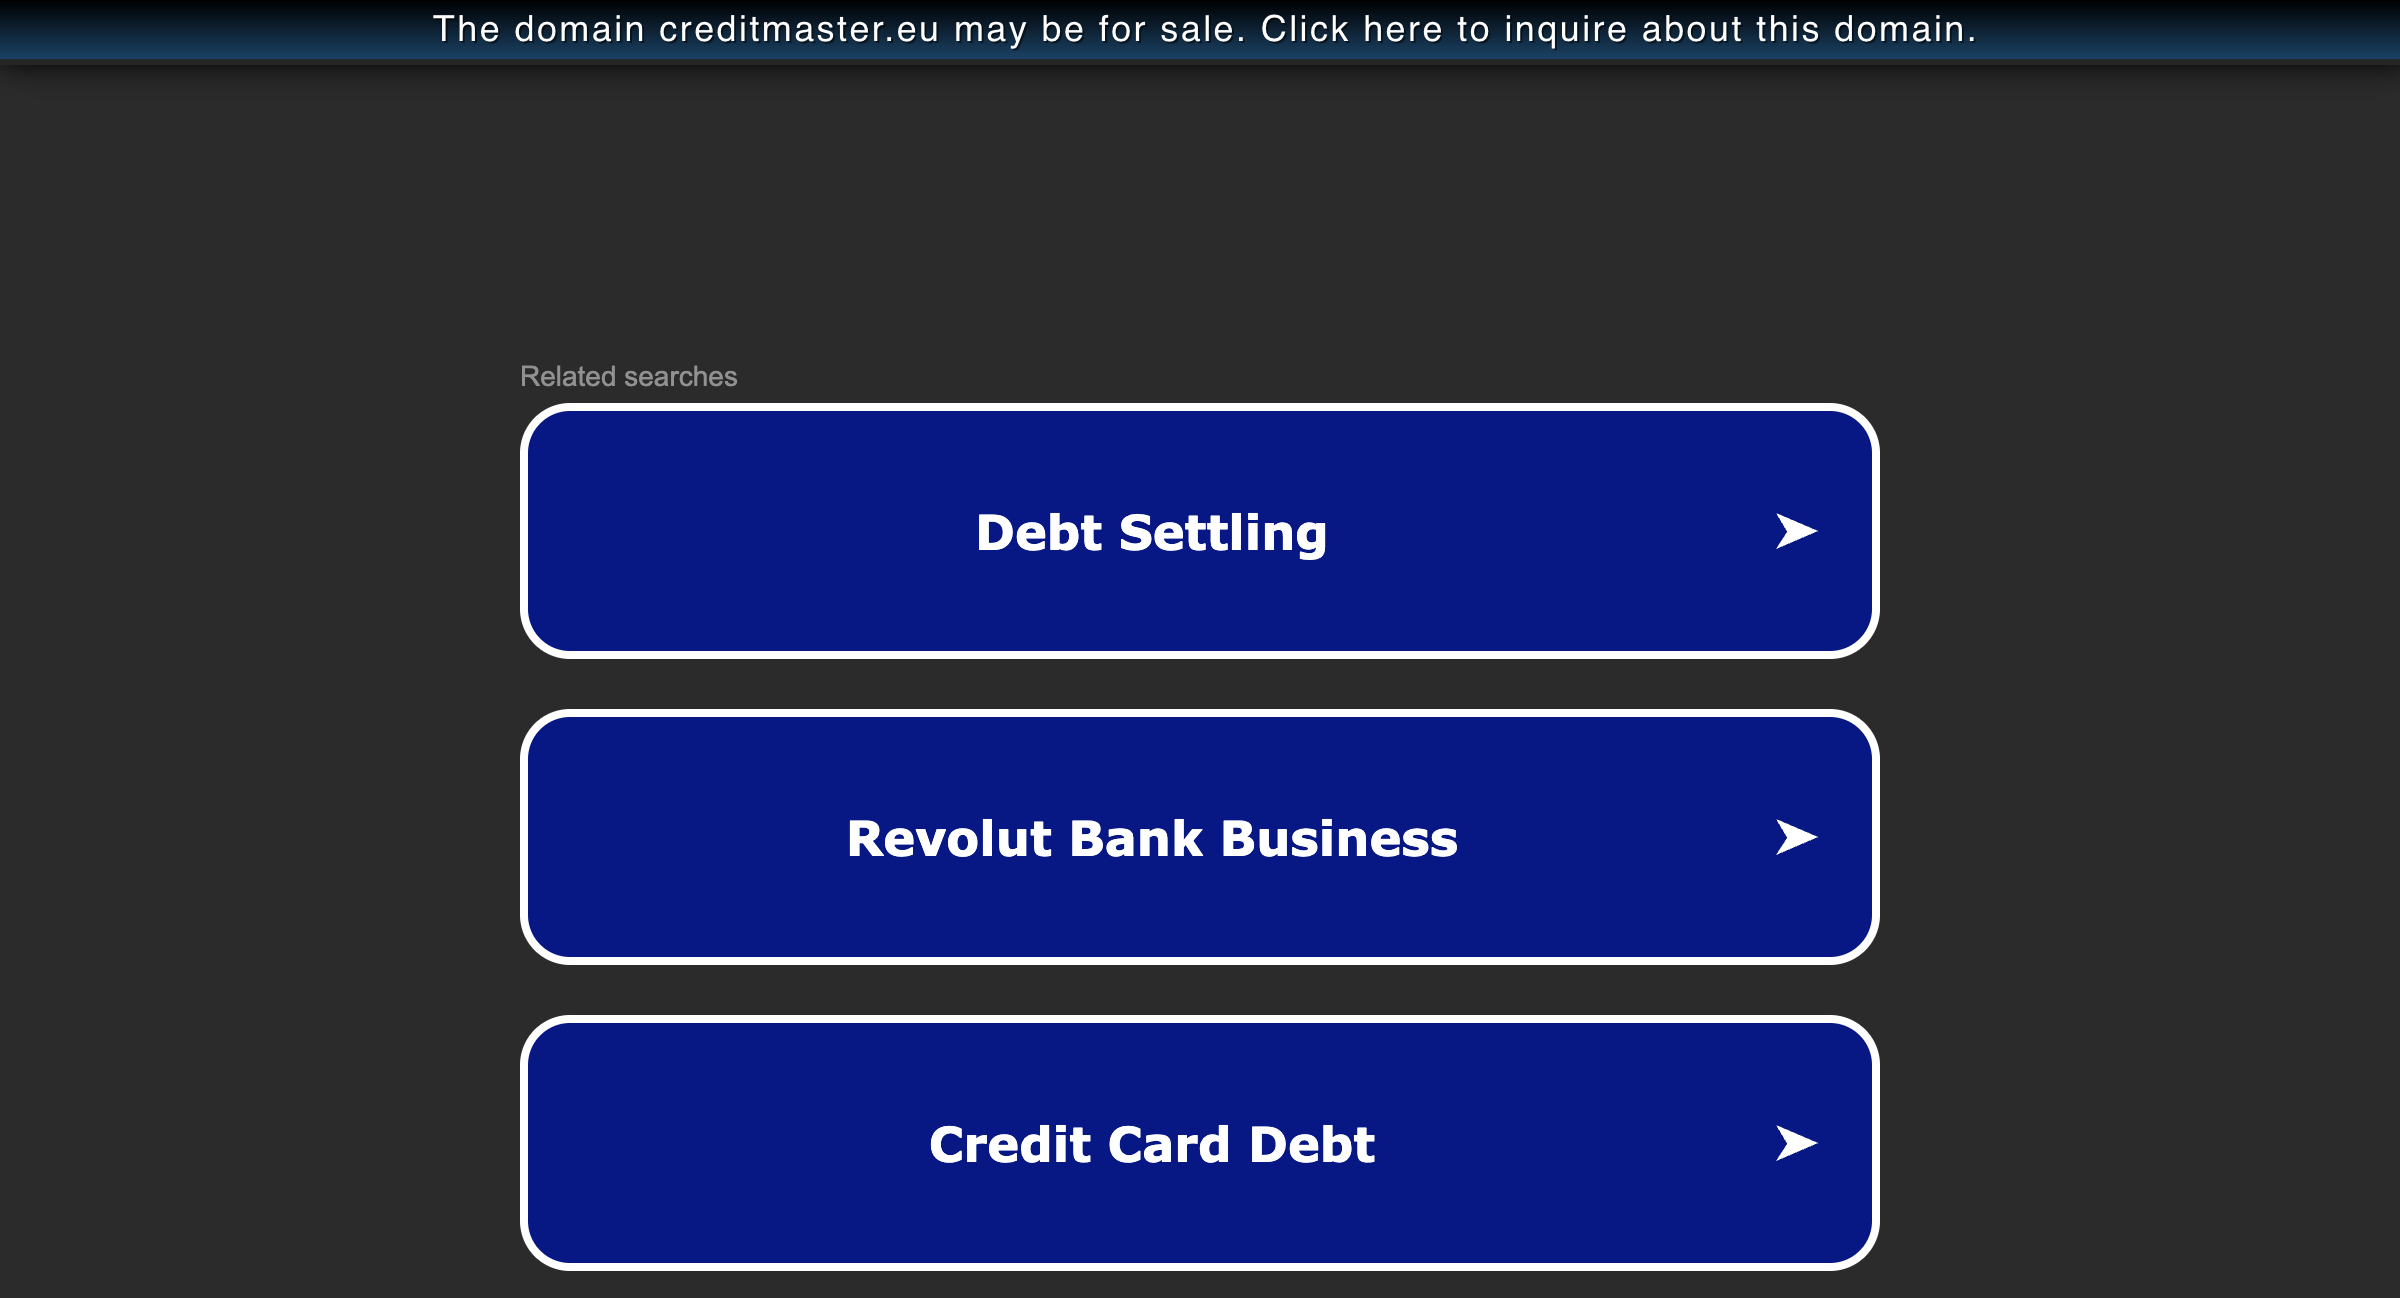 The domain creditmaster.eu may be for sale. Click here to inquire about this domain.
Related searches
Debt Settling
Revolut Bank Business
Credit Card Debt